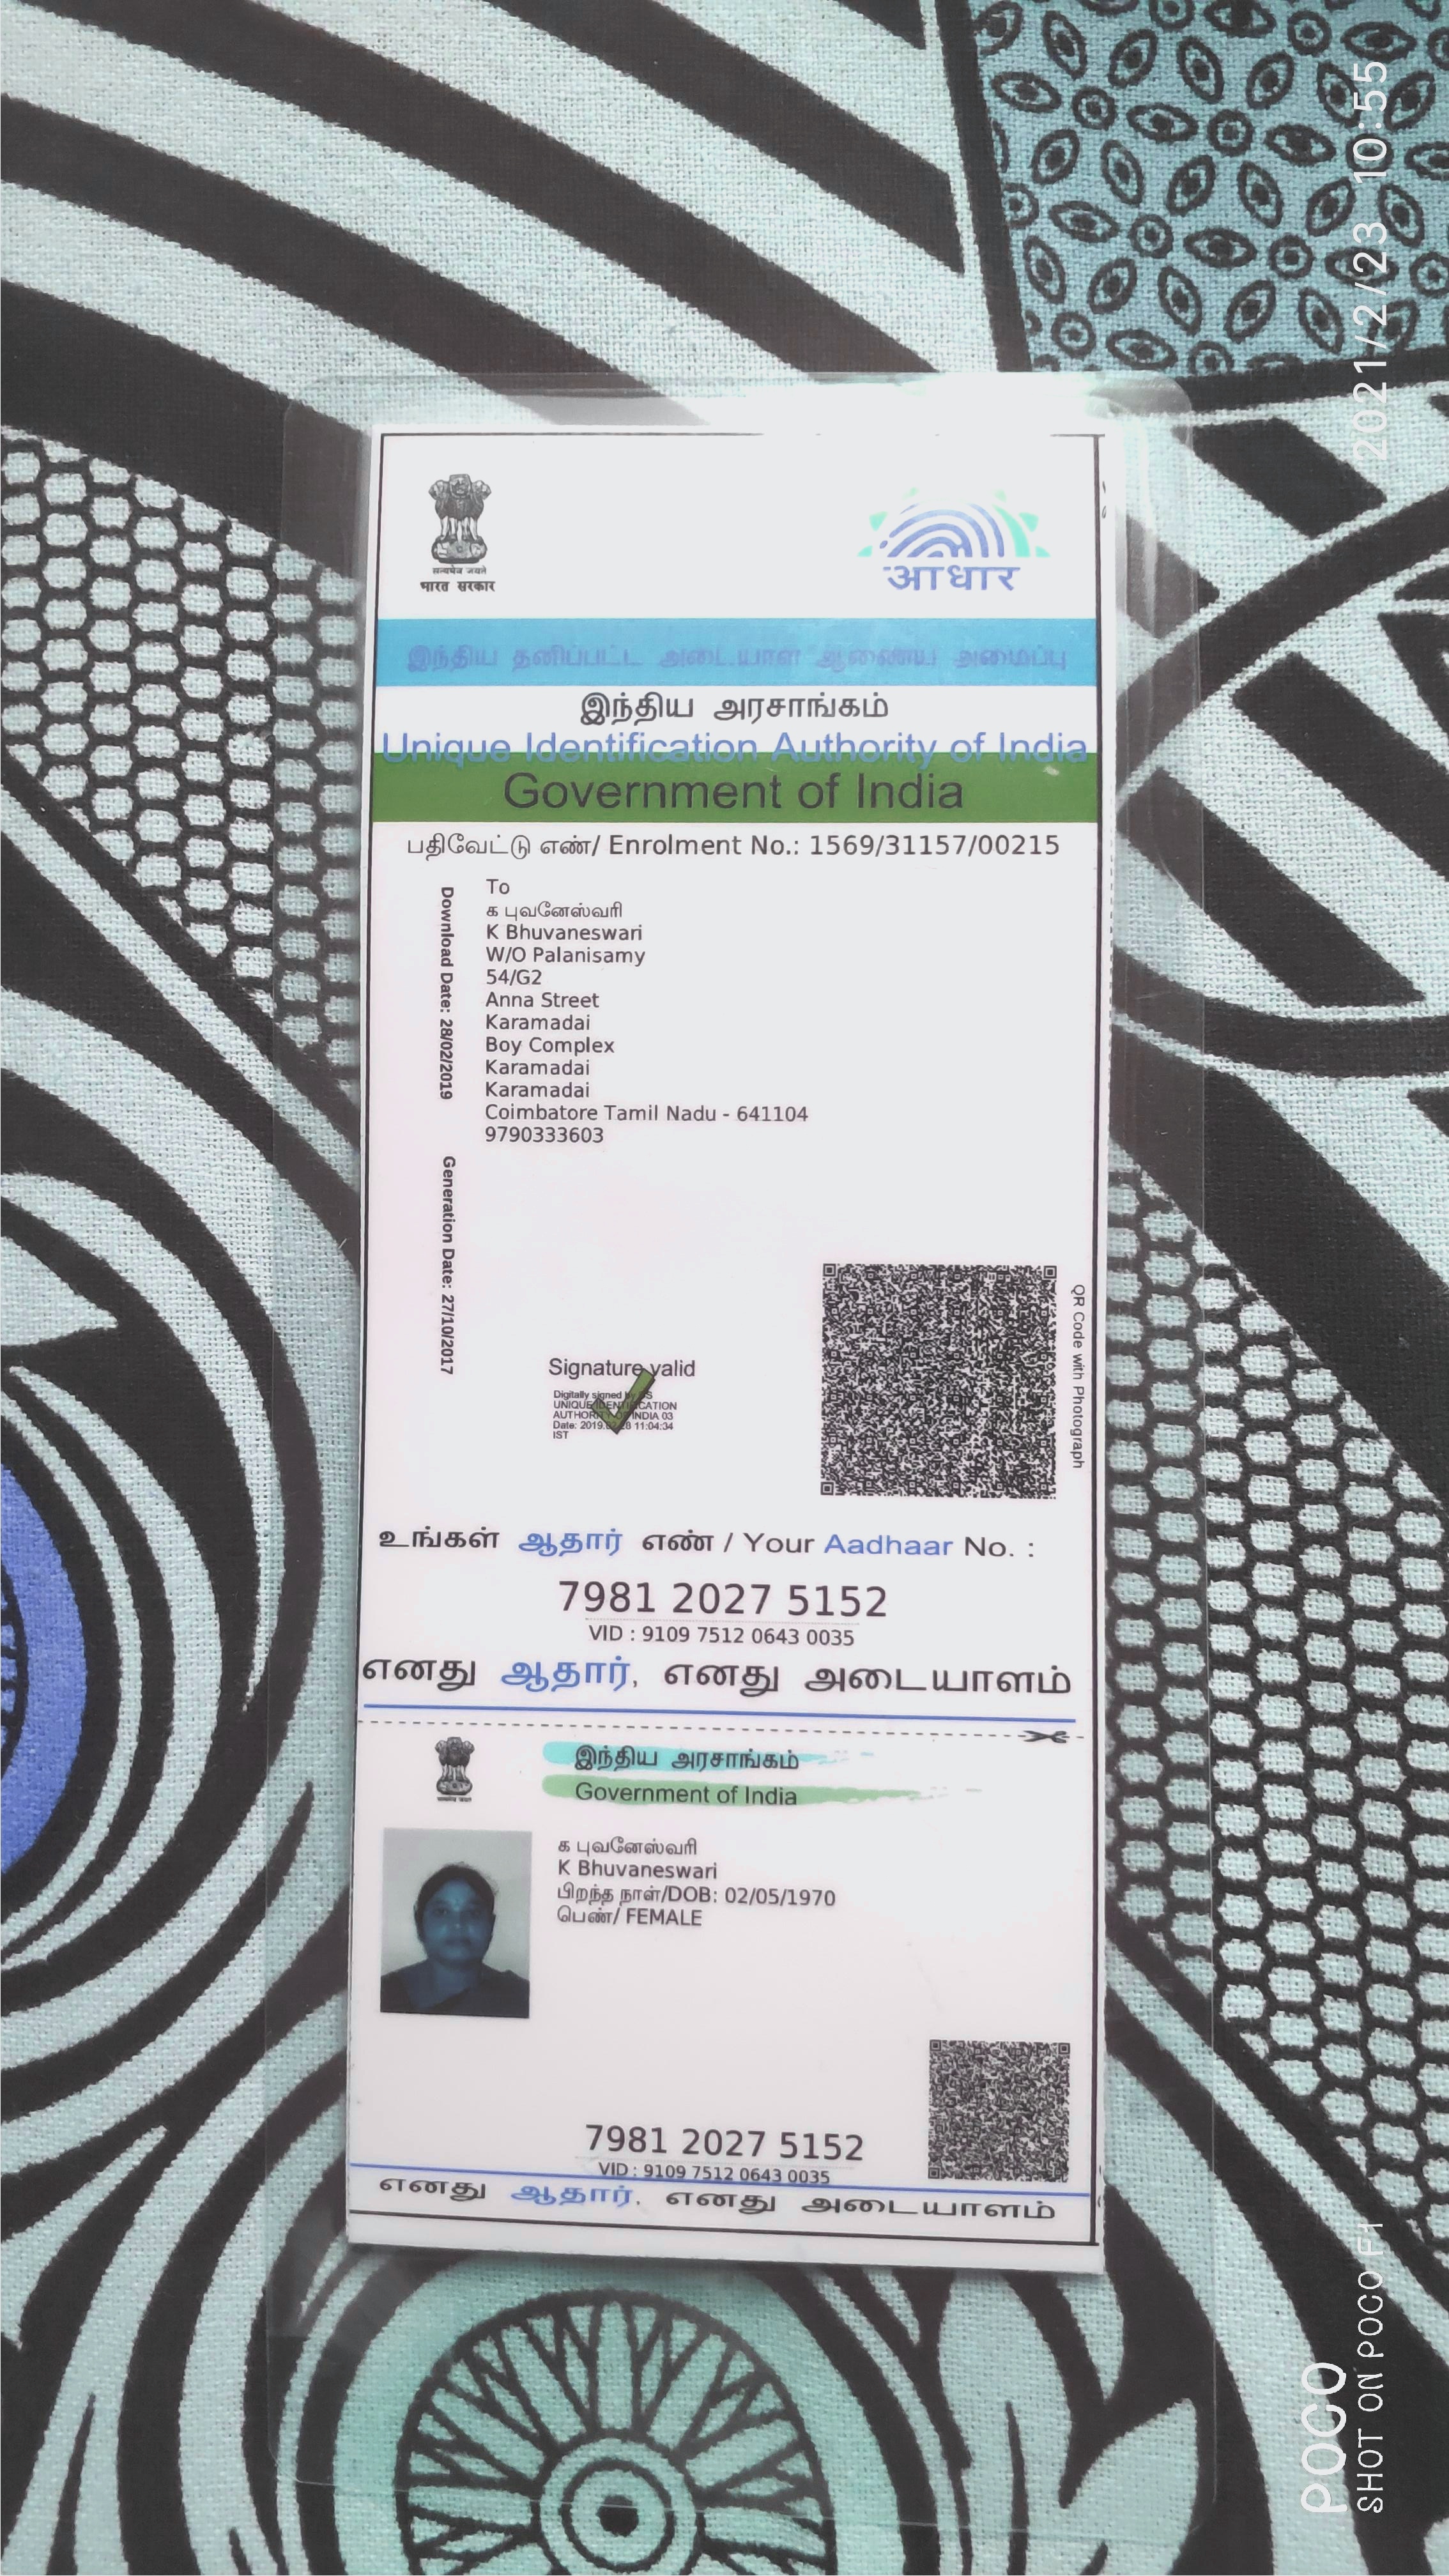 सत्यमेव जयते
भारत सरकार
आधार
இந்திய தனிப்பட்ட அடையாள ஆணைய அமைப்பு
இந்திய அரசாங்கம்
Unique Identification Authority of India
Government of India
பதிவேட்டு எண்/ Enrolment No.: 1569/31157/00215
Download Date: 28/02/2019
Generation Date: 27/10/2017
To
க புவனேஸ்வரி
K Bhuvaneswari
W/O Palanisamy
54/G2
Anna Street
Karamadai
Boy Complex
Karamadai
Karamadai
Coimbatore Tamil Nadu - 641104
9790333603
QR Code with Photograph
Signature valid
Digitally signed by DS
UNIQUE IDENTIFICATION
AUTHORITY OF INDIA 03
Date: 2019.02.28 11:04:34
IST
உங்கள் ஆதார் எண் / Your Aadhaar No. :
7981 2027 5152
VID : 9109 7512 0643 0035
எனது ஆதார், எனது அடையாளம்
இந்திய அரசாங்கம்
Government of India
க புவனேஸ்வரி
K Bhuvaneswari
பிறந்த நாள்/DOB: 02/05/1970
பெண்/ FEMALE
7981 2027 5152
VID : 9109 7512 0643 0035
எனது ஆதார், எனது அடையாளம்
2021/2/23 10:55
POCO
SHOT ON POCO F1